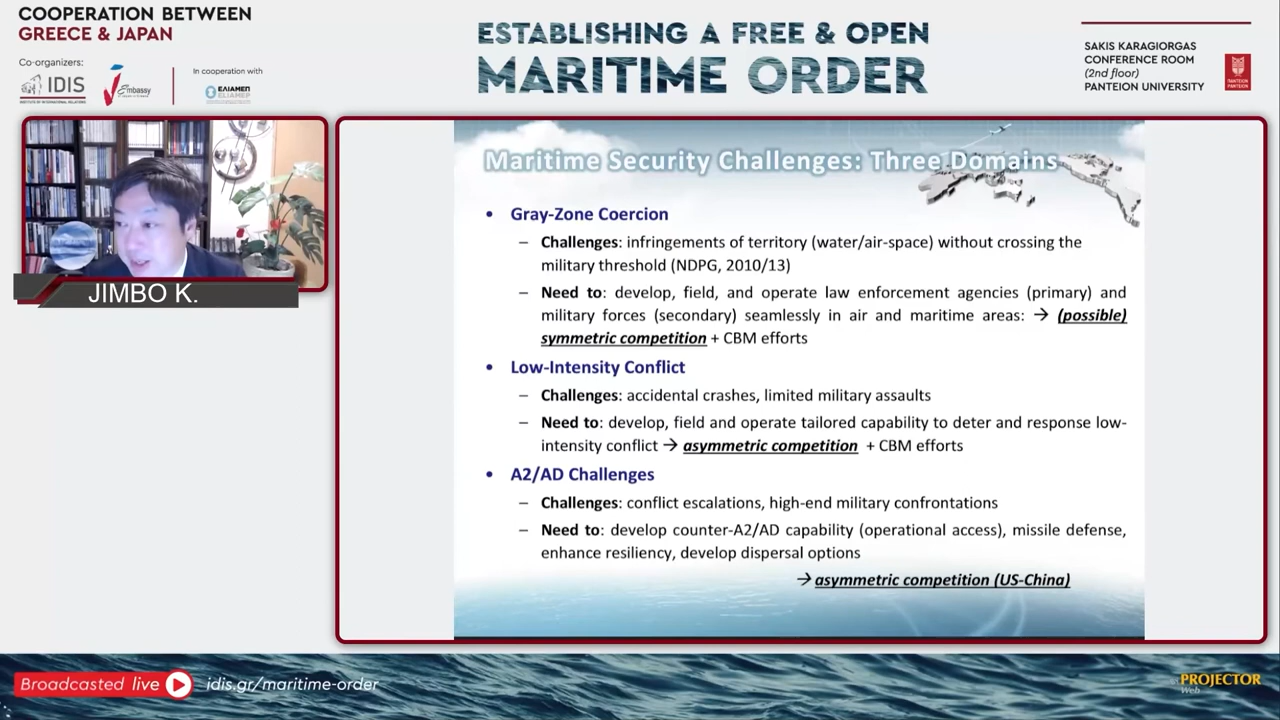 COOPERATION BETWEEN
GREECE & JAPAN
Co-organizers:
IDIS
Embassy
In cooperation with
ΕΛΙΑΜΕΠ
ELIAMEP
ESTABLISHING A FREE & OPEN
MARITIME ORDER
SAKIS KARAGIORGAS
CONFERENCE ROOM
(2nd floor)
PANTEION UNIVERSITY
JIMBO K.
Maritime Security Challenges: Three Domains
• Gray-Zone Coercion
– Challenges: infringements of territory (water/air-space) without crossing the
military threshold (NDPG, 2010/13)
– Need to: develop, field, and operate law enforcement agencies (primary) and
military forces (secondary) seamlessly in air and maritime areas: → (possible)
symmetric competition + CBM efforts
• Low-Intensity Conflict
– Challenges: accidental crashes, limited military assaults
– Need to: develop, field and operate tailored capability to deter and response low-
intensity conflict → asymmetric competition + CBM efforts
• A2/AD Challenges
– Challenges: conflict escalations, high-end military confrontations
– Need to: develop counter-A2/AD capability (operational access), missile defense,
enhance resiliency, develop dispersal options
→ asymmetric competition (US-China)
Broadcasted live
idis.gr/maritime-order
PROJECTOR
Web